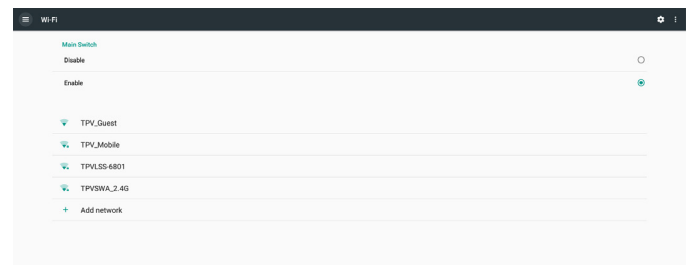 Wi-Fi
Main Switch
Disable
Enable
TPV_Guest
TPV_Mobile
TPVLSS-6801
TPVSWA_2.4G
+ Add network